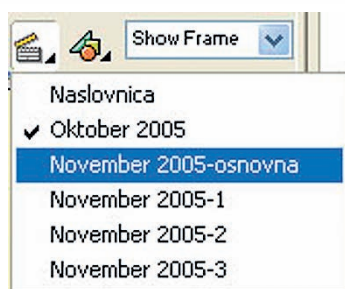 Show Frame
Naslovnica
Oktober 2005
November 2005-osnovna
November 2005-1
November 2005-2
November 2005-3